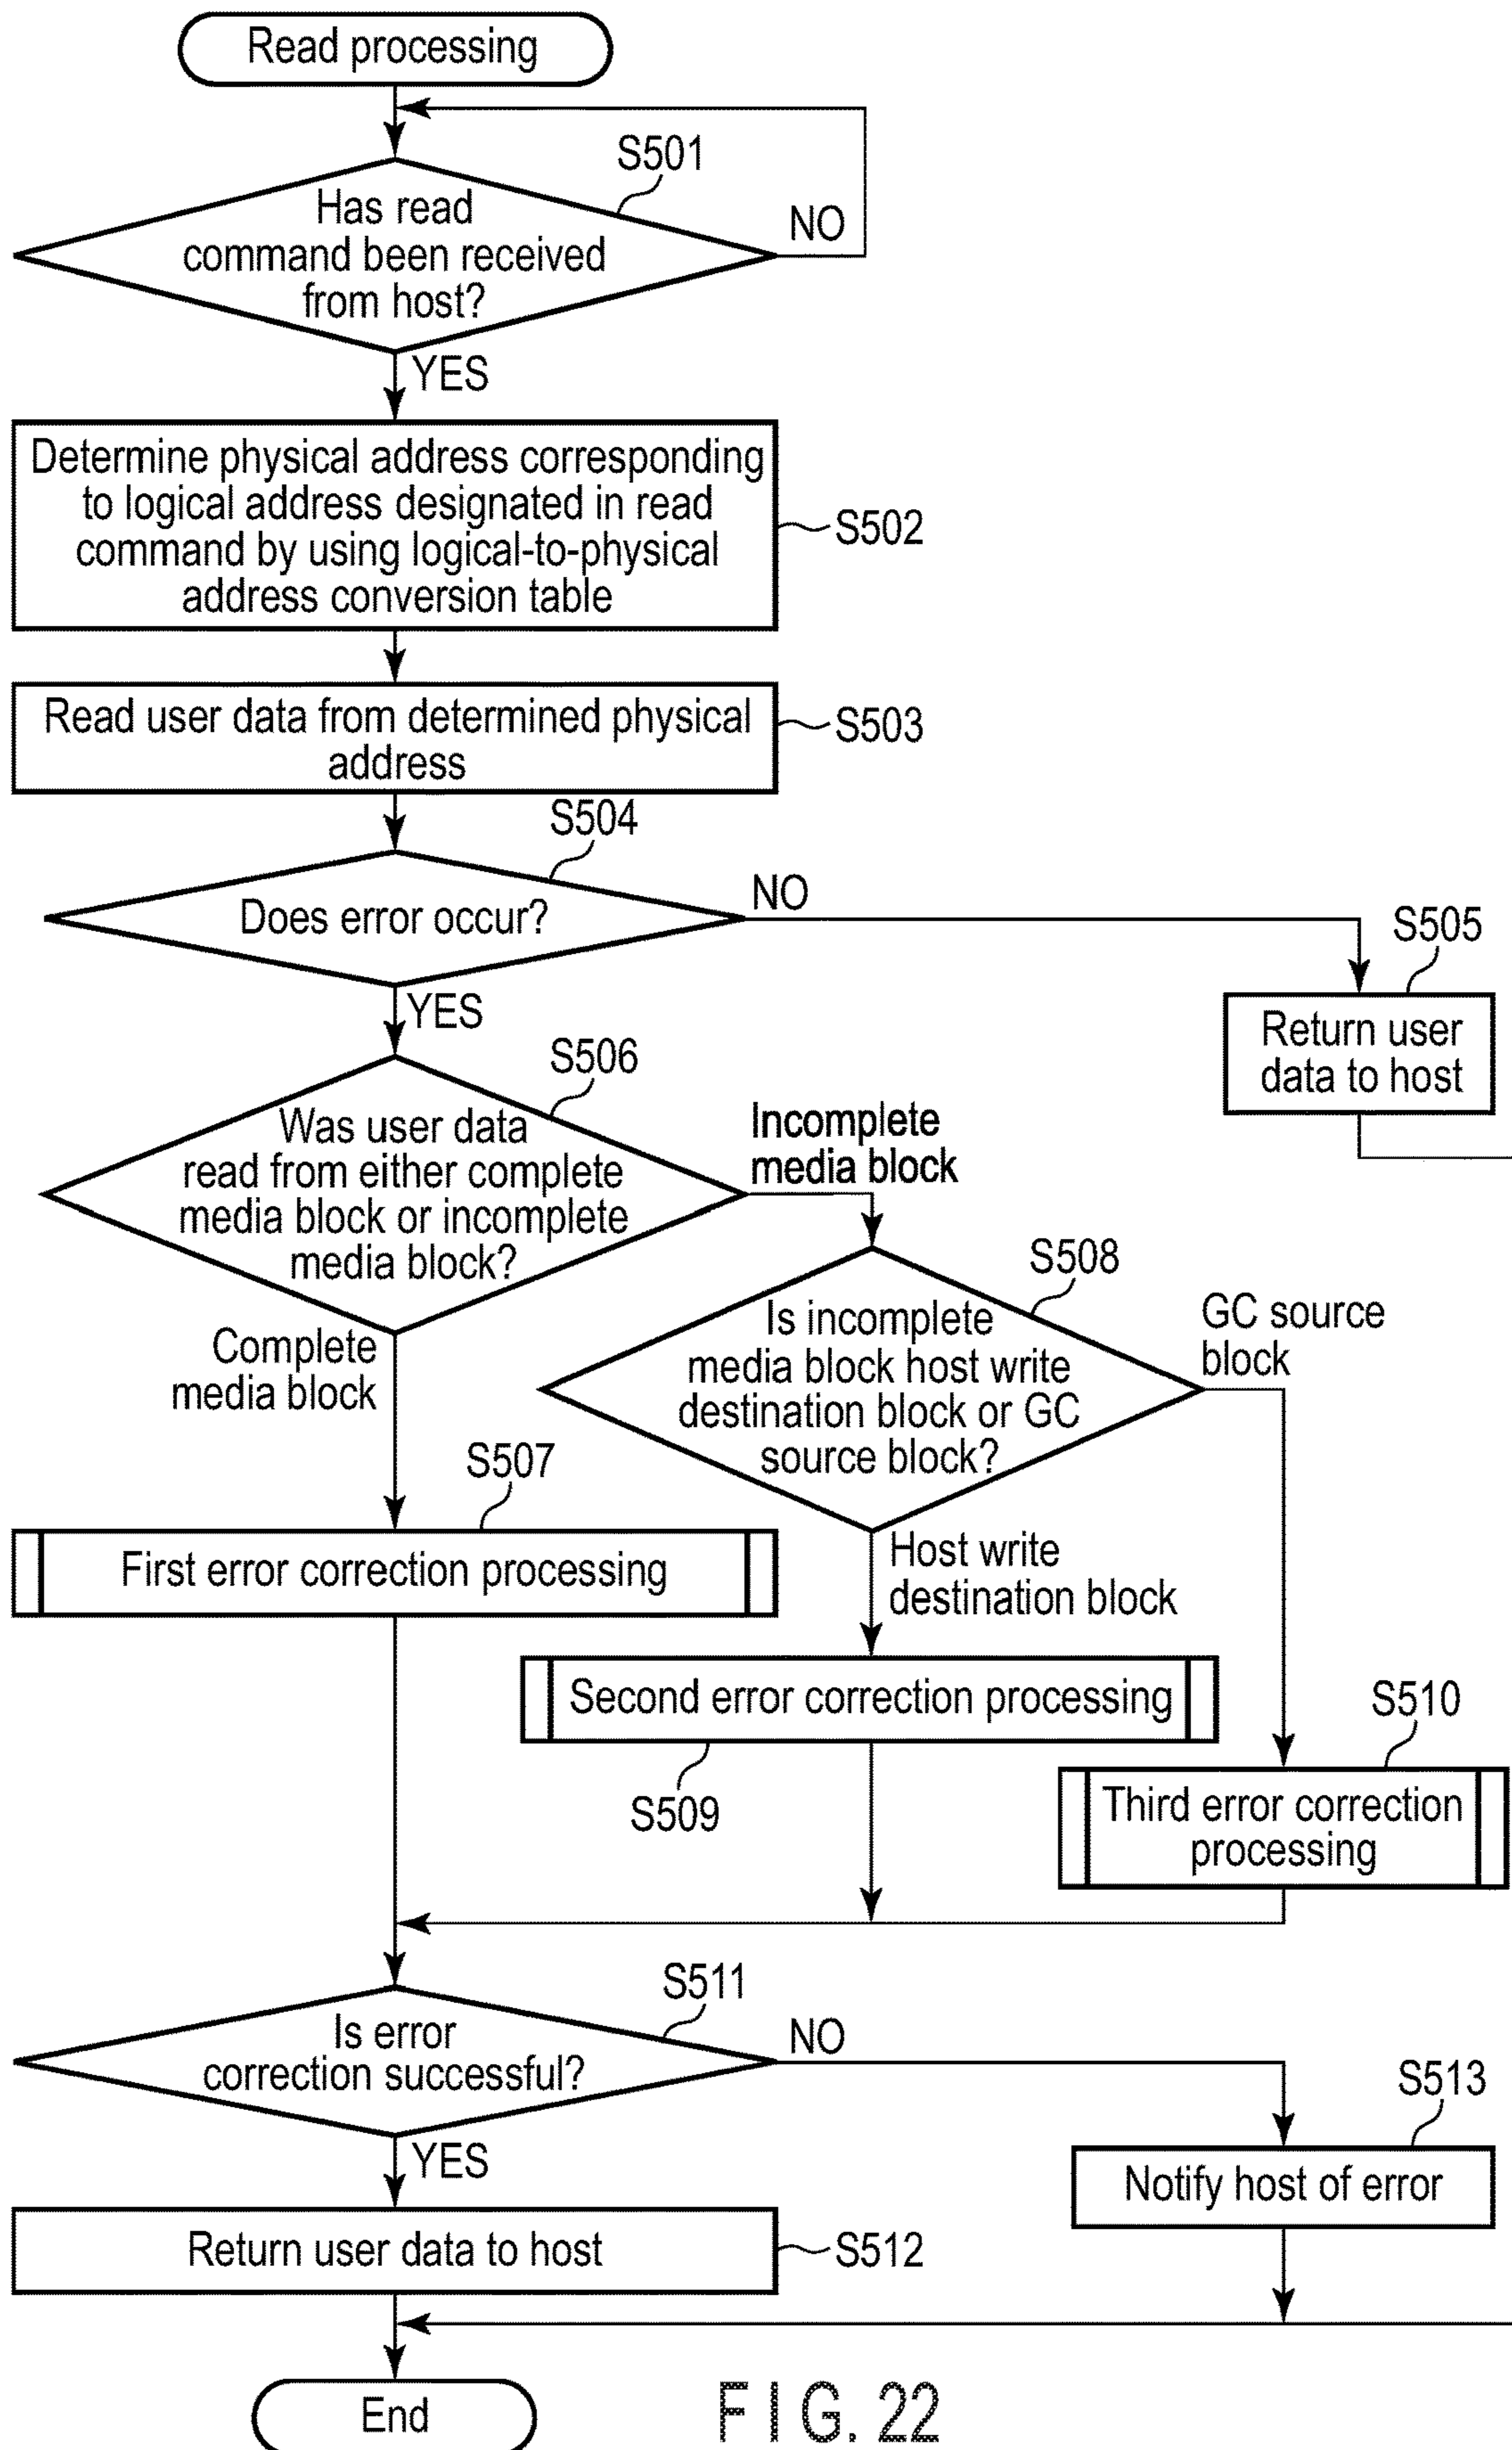 Read processing
S501
Has read
command been received
from host?
NO
YES
Determine physical address corresponding
to logical address designated in read
command by using logical-to-physical
address conversion table
S502
Read user data from determined physical
address
S503
S504
Does error occur?
NO
YES
S505
Return user
data to host
S506
Was user data
read from either complete
media block or incomplete
media block?
Incomplete
media block
Complete
media block
S508
Is incomplete
media block host write
destination block or GC
source block?
GC source
block
Host write
destination block
S507
First error correction processing
Second error correction processing
S509
S510
Third error correction
processing
S511
Is error
correction successful?
NO
YES
S513
Notify host of error
Return user data to host
S512
End
FIG. 22